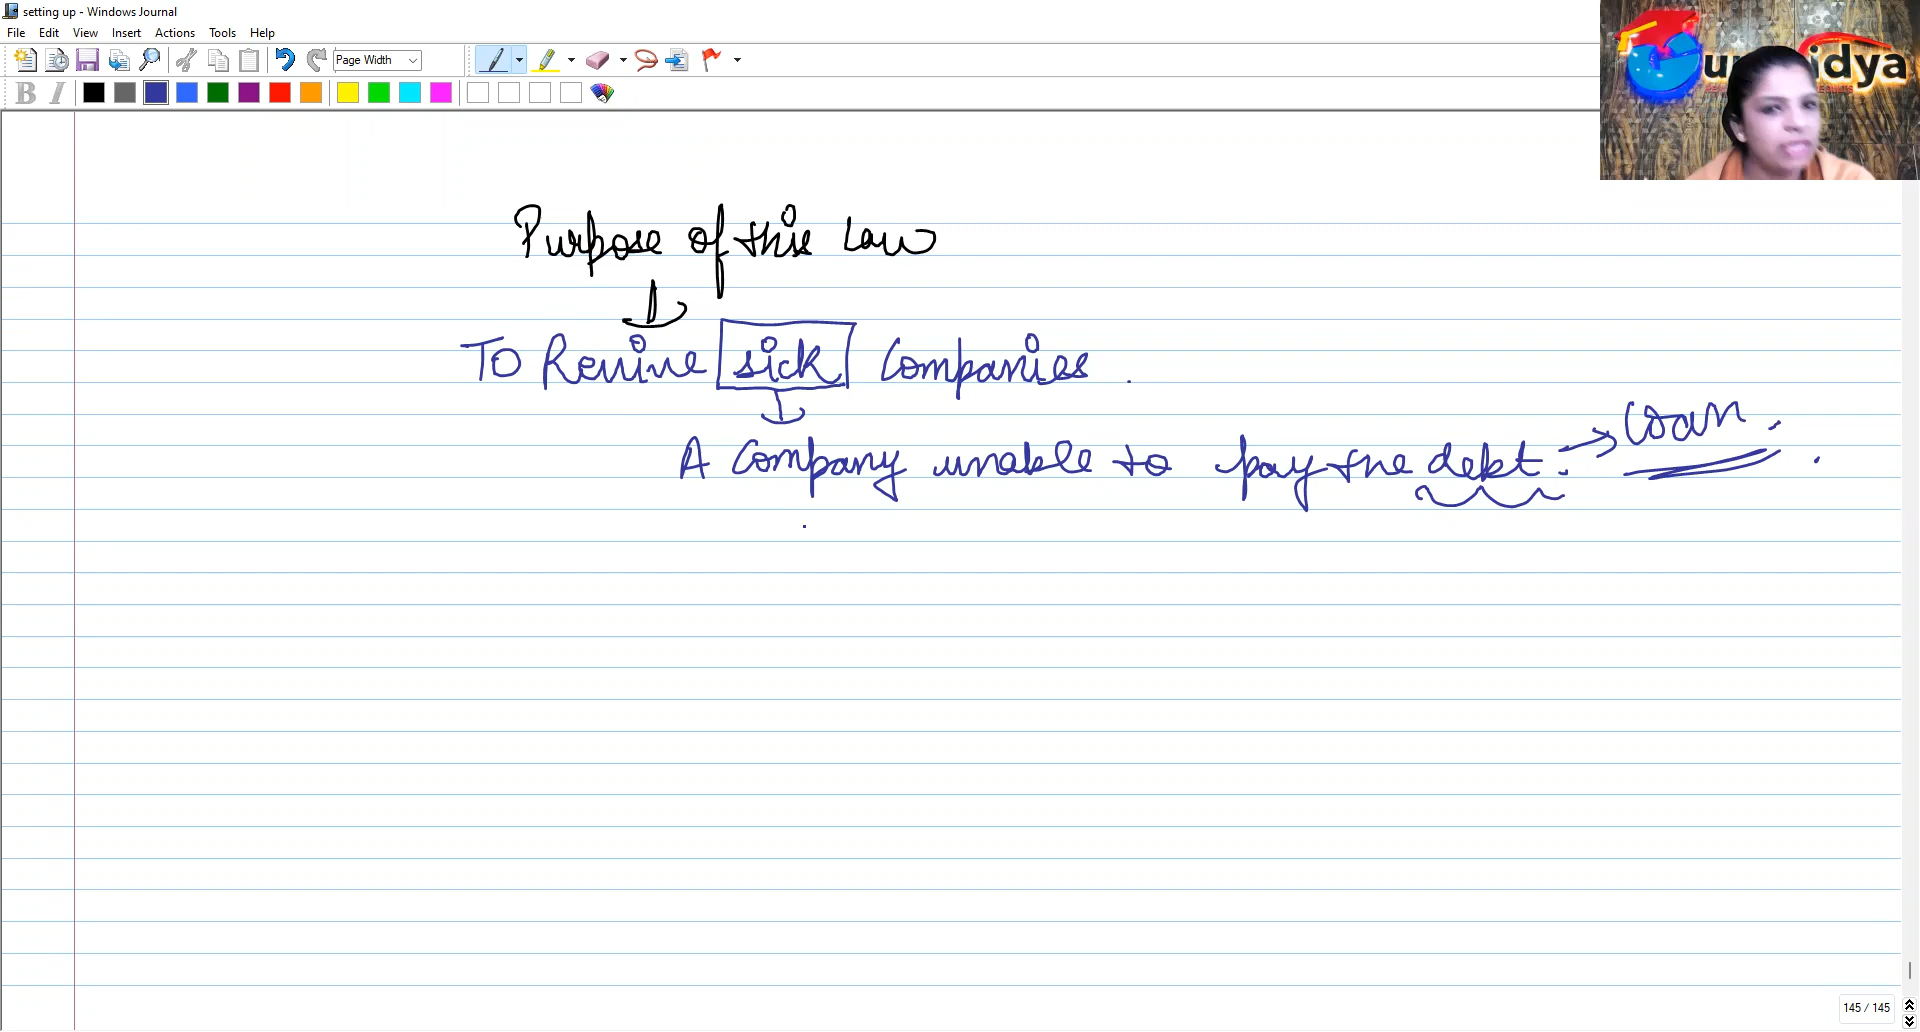 setting up - Windows Journal
File Edit View Insert Actions Tools Help
Page Width
B I
idya
Purpose of this Law
To Revive sick Companies.
A Company unable to pay the debt. → Loan.
145 / 145